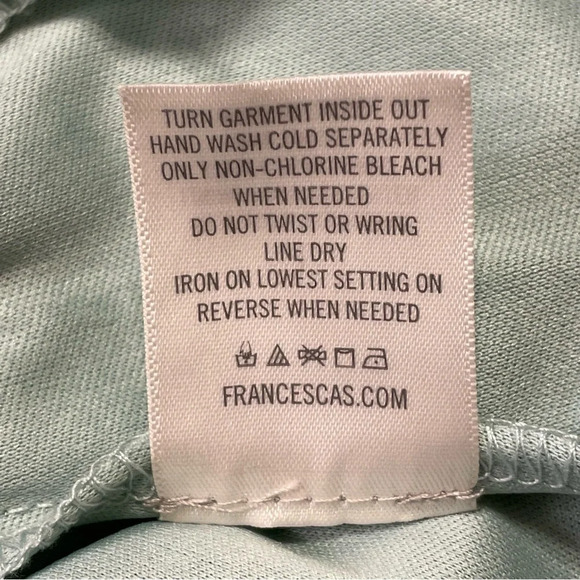 TURN GARMENT INSIDE OUT
HAND WASH COLD SEPARATELY
ONLY NON-CHLORINE BLEACH
WHEN NEEDED
DO NOT TWIST OR WRING
LINE DRY
IRON ON LOWEST SETTING ON
REVERSE WHEN NEEDED
FRANCESCAS.COM